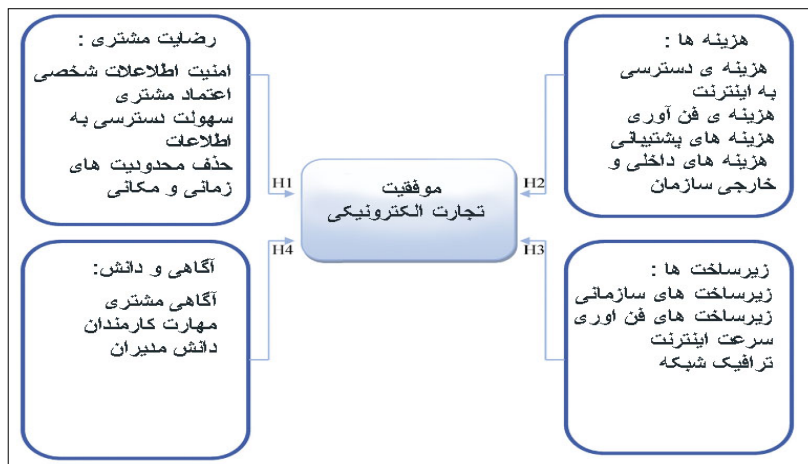 هزینه ها :
هزینه ی دسترسی
به اینترنت
هزینه ی فن آوری
هزینه های پشتیبانی
هزینه های داخلی و
خارجی سازمان
رضایت مشتری :
امنیت اطلاعات شخصی
اعتماد مشتری
سهولت دسترسی به
اطلاعات
حذف محدودیت های
زمانی و مکانی
H2
H1
موفقیت
تجارت الکترونیکی
H3
H4
زیرساخت ها :
زیرساخت های سازمانی
زیرساخت های فن اوری
سرعت اینترنت
ترافیک شبکه
آگاهی و دانش:
آگاهی مشتری
مهارت کارمندان
دانش مدیران